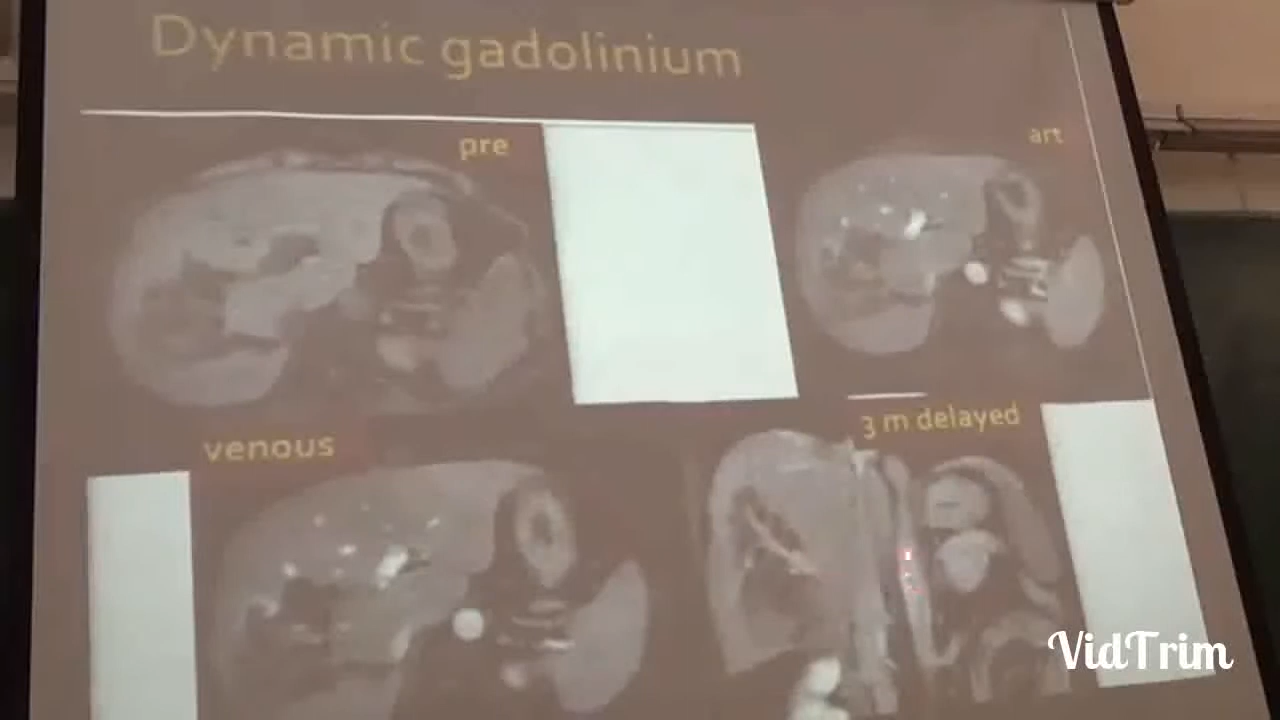 Dynamic gadolinium
pre
art
venous
3 m delayed
VidTrim